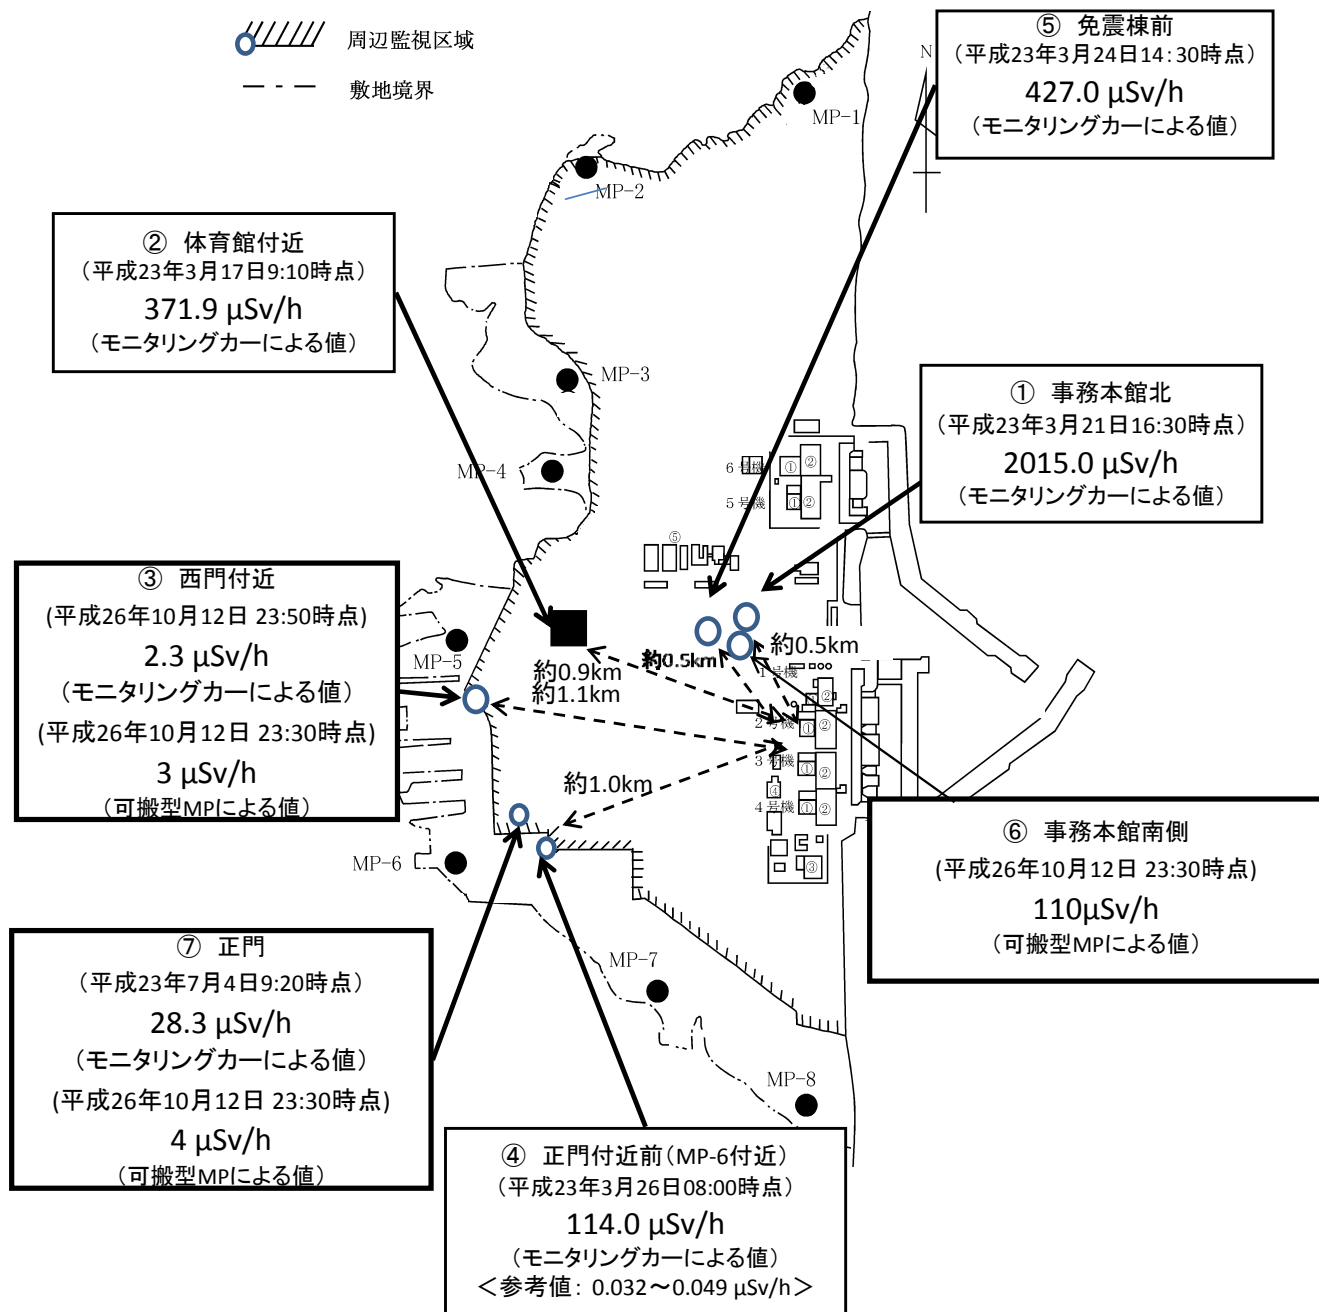 周辺監視区域
敷地境界
⑤ 免震棟前
(平成23年3月24日14:30時点)
427.0 μSv/h
(モニタリングカーによる値)
N
MP-1
MP-2
② 体育館付近
(平成23年3月17日9:10時点)
371.9 μSv/h
(モニタリングカーによる値)
MP-3
① 事務本館北
(平成23年3月21日16:30時点)
2015.0 μSv/h
(モニタリングカーによる値)
MP-4
6号機
① ②
5号機
① ②
⑤
③ 西門付近
(平成26年10月12日 23:50時点)
2.3 μSv/h
(モニタリングカーによる値)
(平成26年10月12日 23:30時点)
3 μSv/h
(可搬型MPによる値)
MP-5
約0.9km
約1.1km
約0.5km
約0.5km
1号機
②
2号機
① ②
3号機
① ②
④
4号機
① ②
③
約1.0km
MP-6
⑥ 事務本館南側
(平成26年10月12日 23:30時点)
110μSv/h
(可搬型MPによる値)
⑦ 正門
(平成23年7月4日9:20時点)
28.3 μSv/h
(モニタリングカーによる値)
(平成26年10月12日 23:30時点)
4 μSv/h
(可搬型MPによる値)
MP-7
MP-8
④ 正門付近前(MP-6付近)
(平成23年3月26日08:00時点)
114.0 μSv/h
(モニタリングカーによる値)
<参考値: 0.032～0.049 μSv/h>